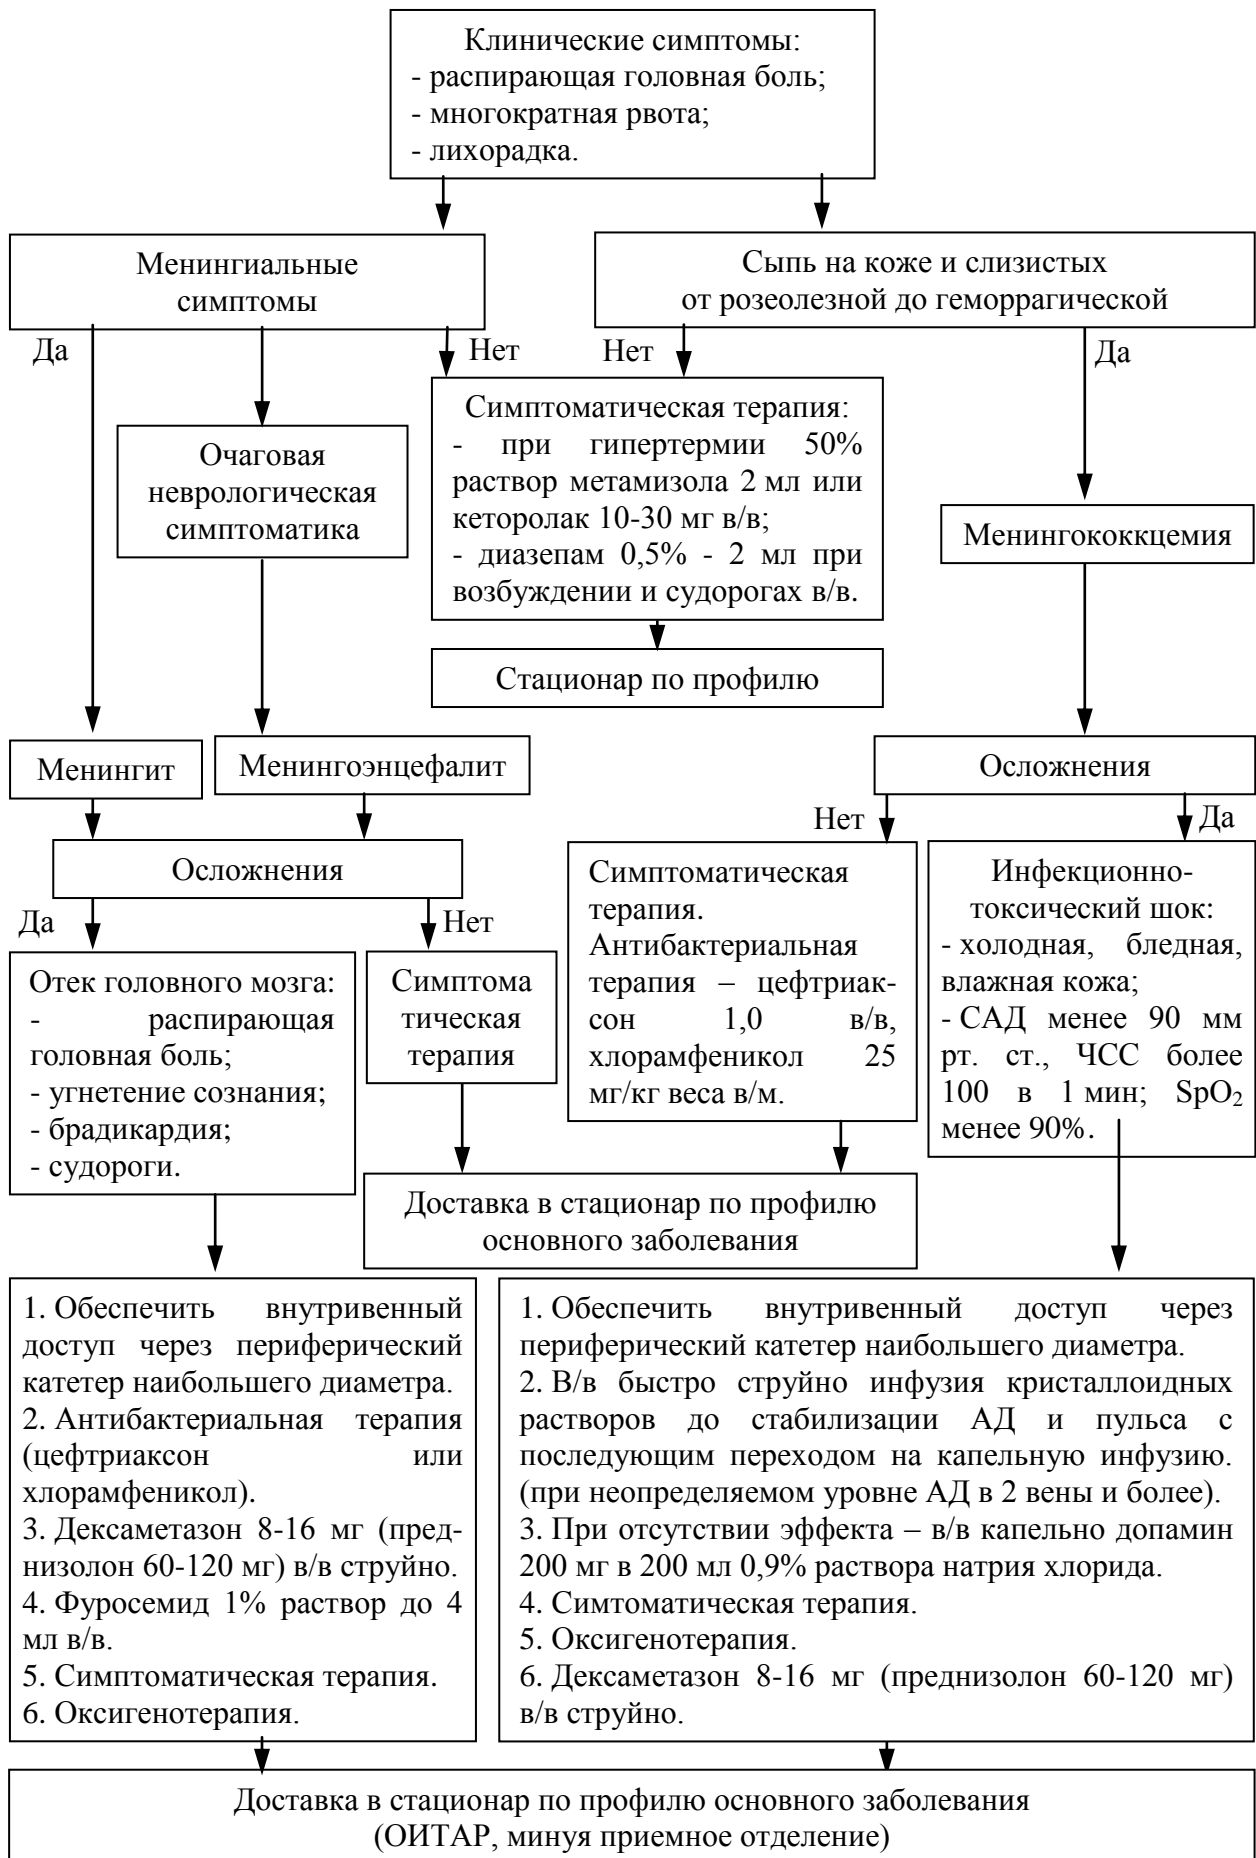 Клинические симптомы:
- распирающая головная боль;
- многократная рвота;
- лихорадка.
Менингиальные
симптомы
Сыпь на коже и слизистых
от розеолезной до геморрагической
Да
Нет
Нет
Да
Очаговая
неврологическая
симптоматика
Симптоматическая терапия:
- при гипертермии 50%
раствор метамизола 2 мл или
кеторолак 10-30 мг в/в;
- диазепам 0,5% - 2 мл при
возбуждении и судорогах в/в.
Менингококкцемия
Стационар по профилю
Менингит
Менингоэнцефалит
Осложнения
Нет
Да
Осложнения
Да
Нет
Симптоматическая
терапия.
Антибактериальная
терапия – цефтриак-
сон 1,0 в/в,
хлорамфеникол 25
мг/кг веса в/м.
Инфекционно-
токсический шок:
- холодная, бледная,
влажная кожа;
- САД менее 90 мм
рт. ст., ЧСС более
100 в 1 мин; SpO2
менее 90%.
Отек головного мозга:
- распирающая
головная боль;
- угнетение сознания;
- брадикардия;
- судороги.
Симптома
тическая
терапия
Доставка в стационар по профилю
основного заболевания
1. Обеспечить внутривенный
доступ через периферический
катетер наибольшего диаметра.
2. Антибактериальная терапия
(цефтриаксон или
хлорамфеникол).
3. Дексаметазон 8-16 мг (пред-
низолон 60-120 мг) в/в струйно.
4. Фуросемид 1% раствор до 4
мл в/в.
5. Симптоматическая терапия.
6. Оксигенотерапия.
1. Обеспечить внутривенный доступ через
периферический катетер наибольшего диаметра.
2. В/в быстро струйно инфузия кристаллоидных
растворов до стабилизации АД и пульса с
последующим переходом на капельную инфузию.
(при неопределяемом уровне АД в 2 вены и более).
3. При отсутствии эффекта – в/в капельно допамин
200 мг в 200 мл 0,9% раствора натрия хлорида.
4. Симтоматическая терапия.
5. Оксигенотерапия.
6. Дексаметазон 8-16 мг (преднизолон 60-120 мг)
в/в струйно.
Доставка в стационар по профилю основного заболевания
(ОИТАР, минуя приемное отделение)